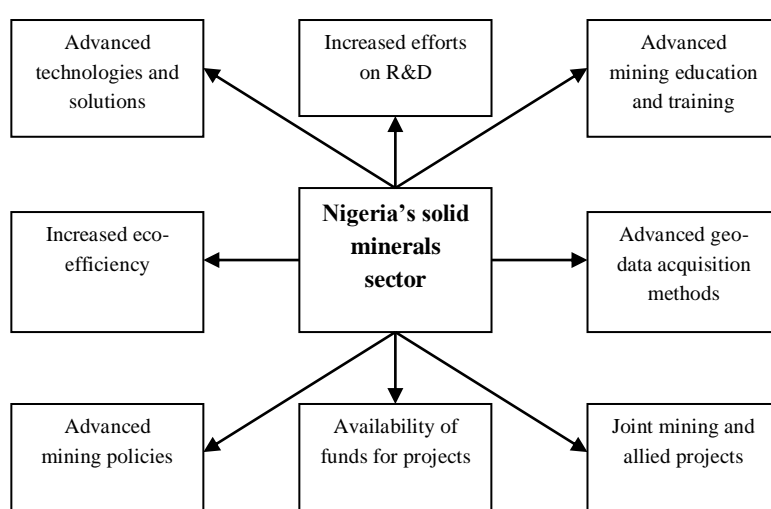 Advanced
technologies and
solutions
Increased efforts
on R&D
Advanced
mining education
and training
Increased eco-
efficiency
Nigeria's solid
minerals
sector
Advanced geo-
data acquisition
methods
Advanced
mining policies
Availability of
funds for projects
Joint mining and
allied projects